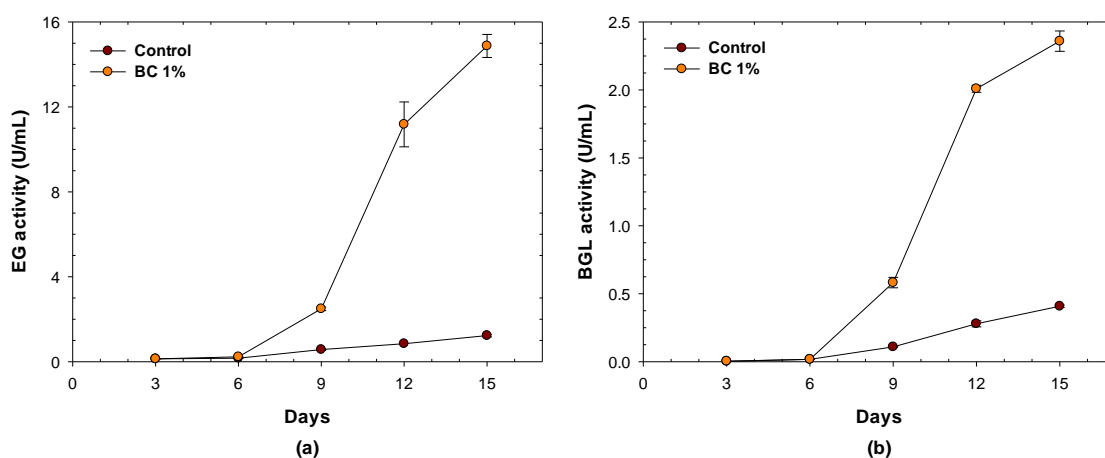 16
12
8
4
0
EG activity (U/mL)
Control
BC 1%
0 3 6 9 12 15
Days
(a)
2.5
2.0
1.5
1.0
0.5
0.0
BGL activity (U/mL)
Control
BC 1%
0 3 6 9 12 15
Days
(b)